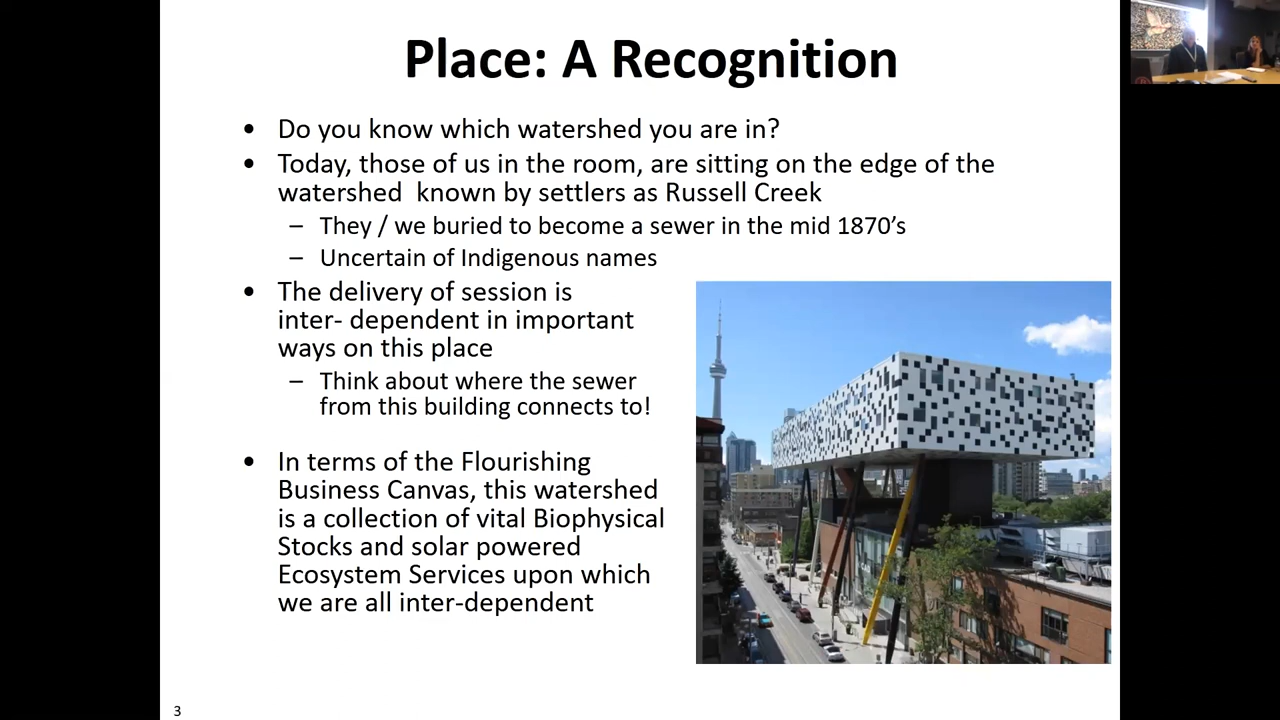 Place: A Recognition
• Do you know which watershed you are in?
• Today, those of us in the room, are sitting on the edge of the
watershed known by settlers as Russell Creek
– They / we buried to become a sewer in the mid 1870’s
– Uncertain of Indigenous names
• The delivery of session is
inter- dependent in important
ways on this place
– Think about where the sewer
from this building connects to!
• In terms of the Flourishing
Business Canvas, this watershed
is a collection of vital Biophysical
Stocks and solar powered
Ecosystem Services upon which
we are all inter-dependent
3